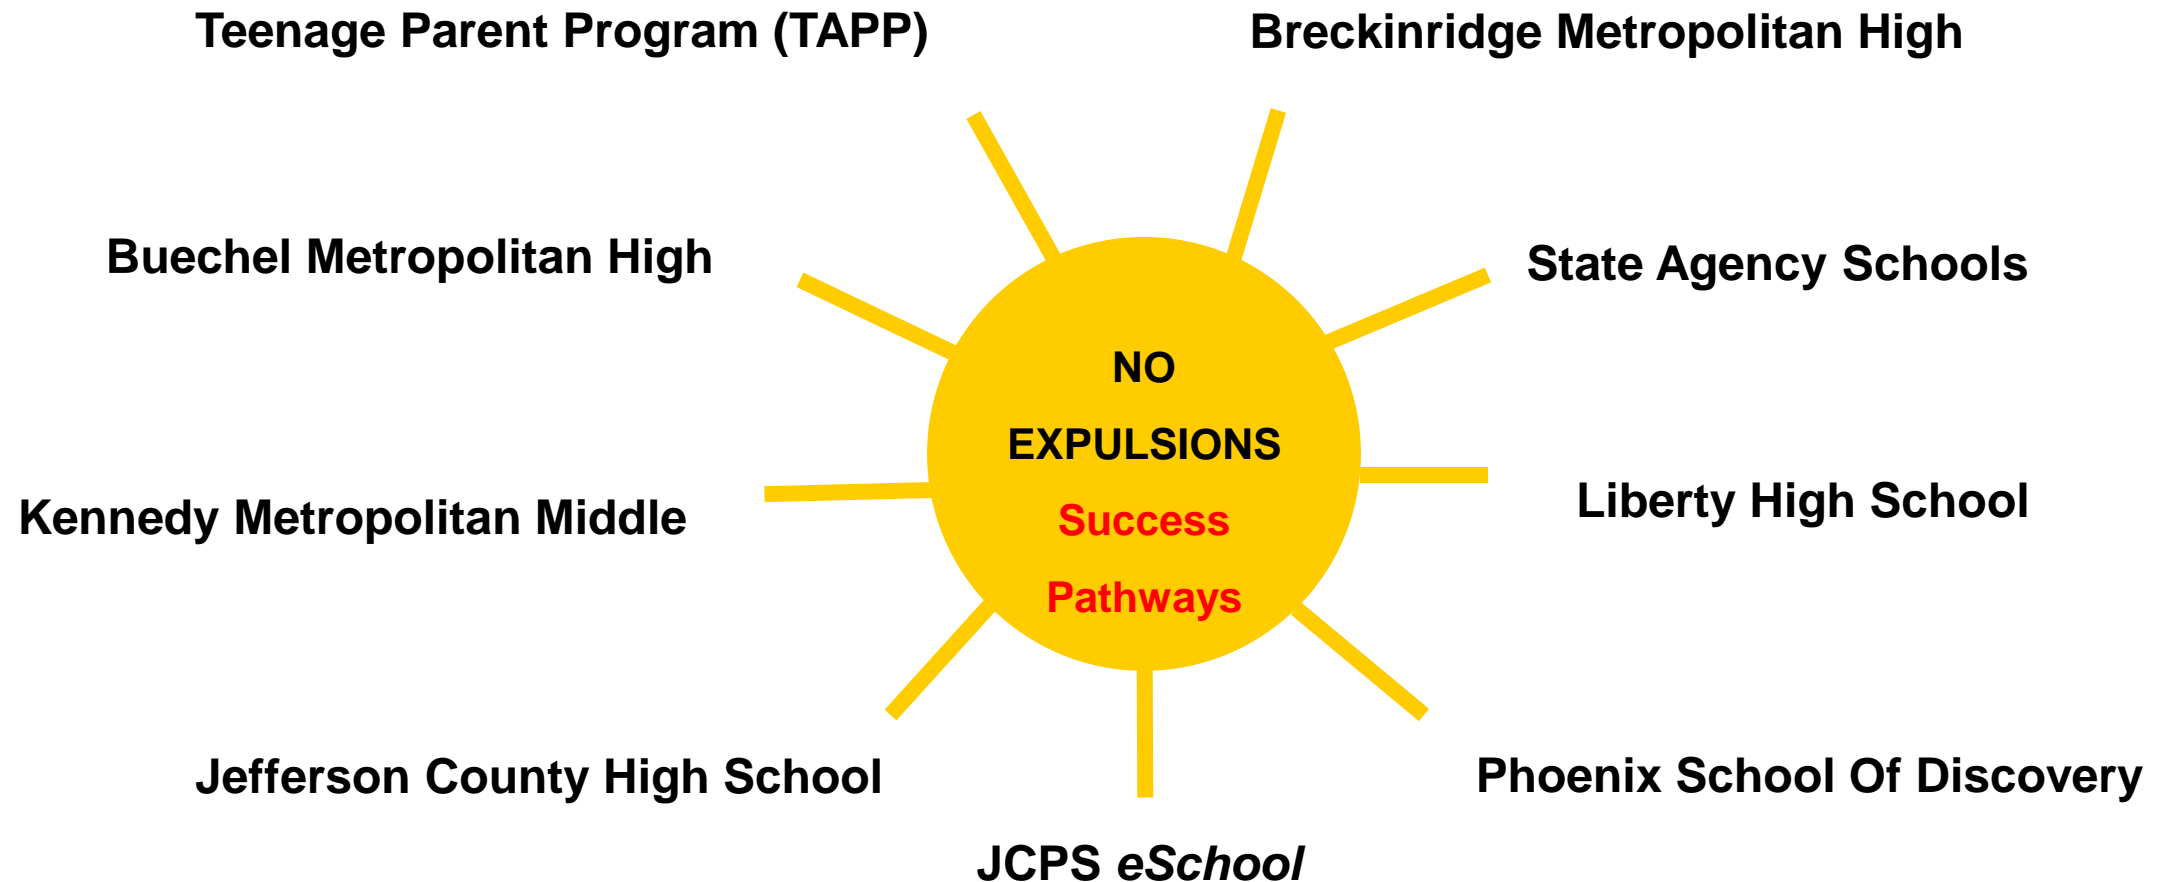 Teenage Parent Program (TAPP)
Breckinridge Metropolitan High
Buechel Metropolitan High
State Agency Schools
NO
EXPULSIONS
Success
Pathways
Kennedy Metropolitan Middle
Liberty High School
Jefferson County High School
Phoenix School Of Discovery
JCPS eSchool